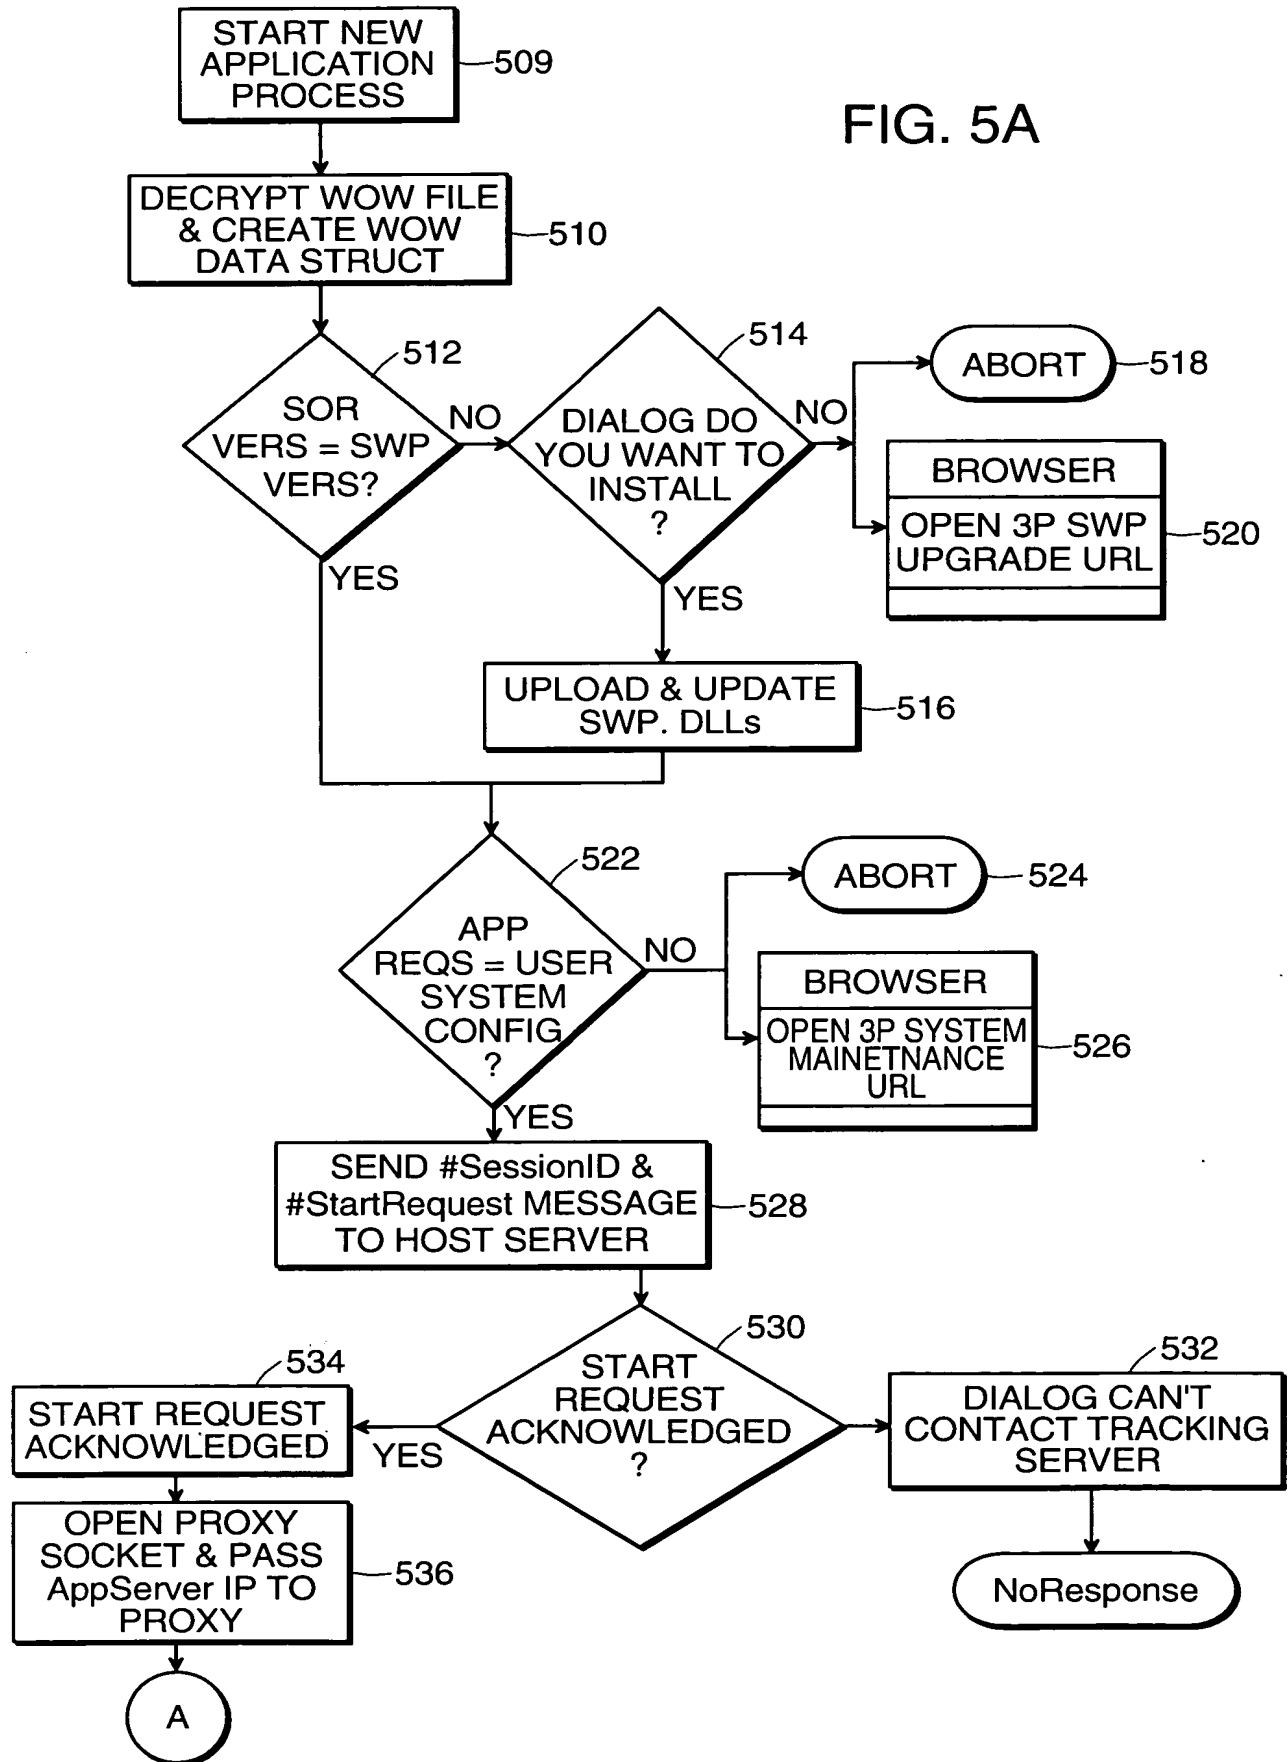 START NEW
APPLICATION
PROCESS
509
FIG. 5A
DECRYPT WOW FILE
& CREATE WOW
DATA STRUCT
510
512
SOR
VERS = SWP
VERS?
NO
YES
514
DIALOG DO
YOU WANT TO
INSTALL
?
NO
YES
ABORT
518
BROWSER
OPEN 3P SWP
UPGRADE URL
520
UPLOAD & UPDATE
SWP. DLLs
516
522
APP
REQS = USER
SYSTEM
CONFIG
?
NO
YES
ABORT
524
BROWSER
OPEN 3P SYSTEM
MAINETNANCE
URL
526
SEND #SessionID &
#StartRequest MESSAGE
TO HOST SERVER
528
530
START
REQUEST
ACKNOWLEDGED
?
YES
532
DIALOG CAN'T
CONTACT TRACKING
SERVER
NoResponse
534
START REQUEST
ACKNOWLEDGED
OPEN PROXY
SOCKET & PASS
AppServer IP TO
PROXY
536
A